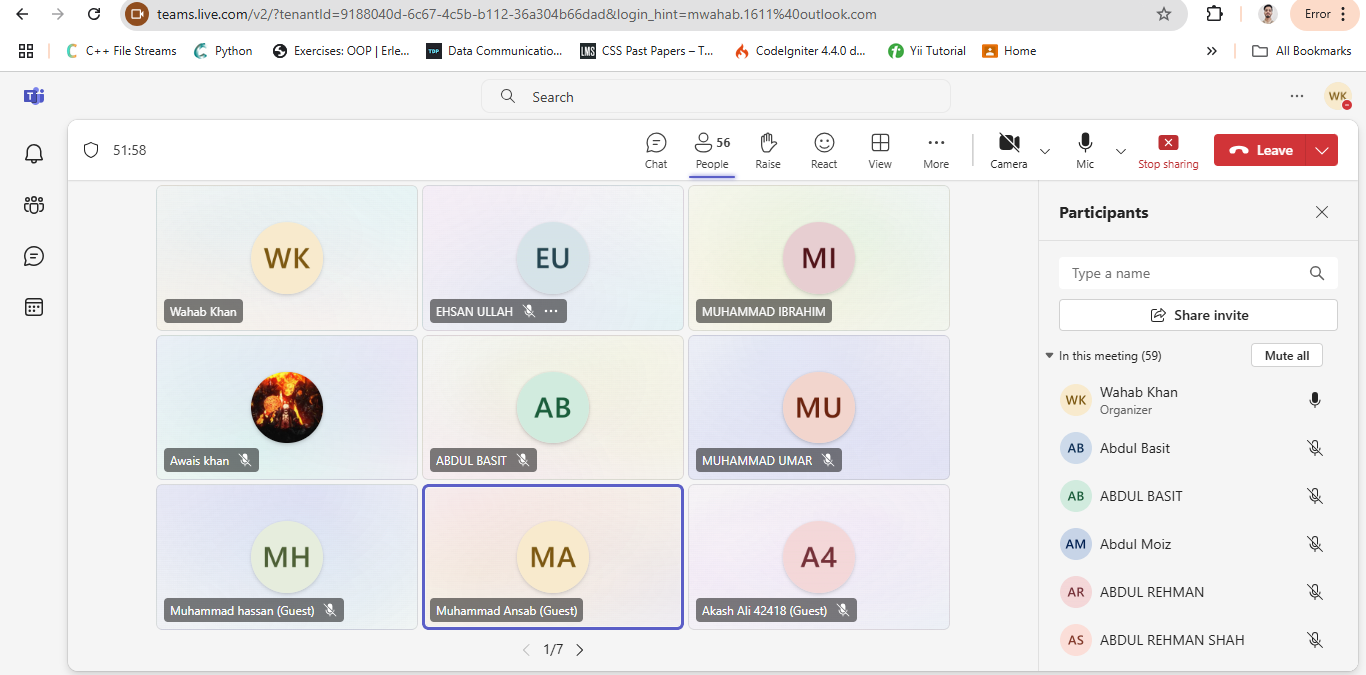 teams.live.com/v2/?tenantId=9188040d-6c67-4c5b-b112-36a304b66dad&login_hint=mwahab.1611%40outlook.com
Error
C++ File Streams
Python
Exercises: OOP | Erle...
TDP
Data Communicatio...
LMS
CSS Past Papers – T...
CodeIgniter 4.4.0 d...
Yii Tutorial
Home
All Bookmarks
Search
WK
51:58
Chat
56
People
Raise
React
View
More
Camera
Mic
Stop sharing
Leave
WK
Wahab Khan
EU
EHSAN ULLAH
MI
MUHAMMAD IBRAHIM
Awais khan
AB
ABDUL BASIT
MU
MUHAMMAD UMAR
MH
Muhammad hassan (Guest)
MA
Muhammad Ansab (Guest)
A4
Akash Ali 42418 (Guest)
1/7
Participants
Type a name
Share invite
In this meeting (59)
Mute all
WK
Wahab Khan
Organizer
AB
Abdul Basit
AB
ABDUL BASIT
AM
Abdul Moiz
AR
ABDUL REHMAN
AS
ABDUL REHMAN SHAH